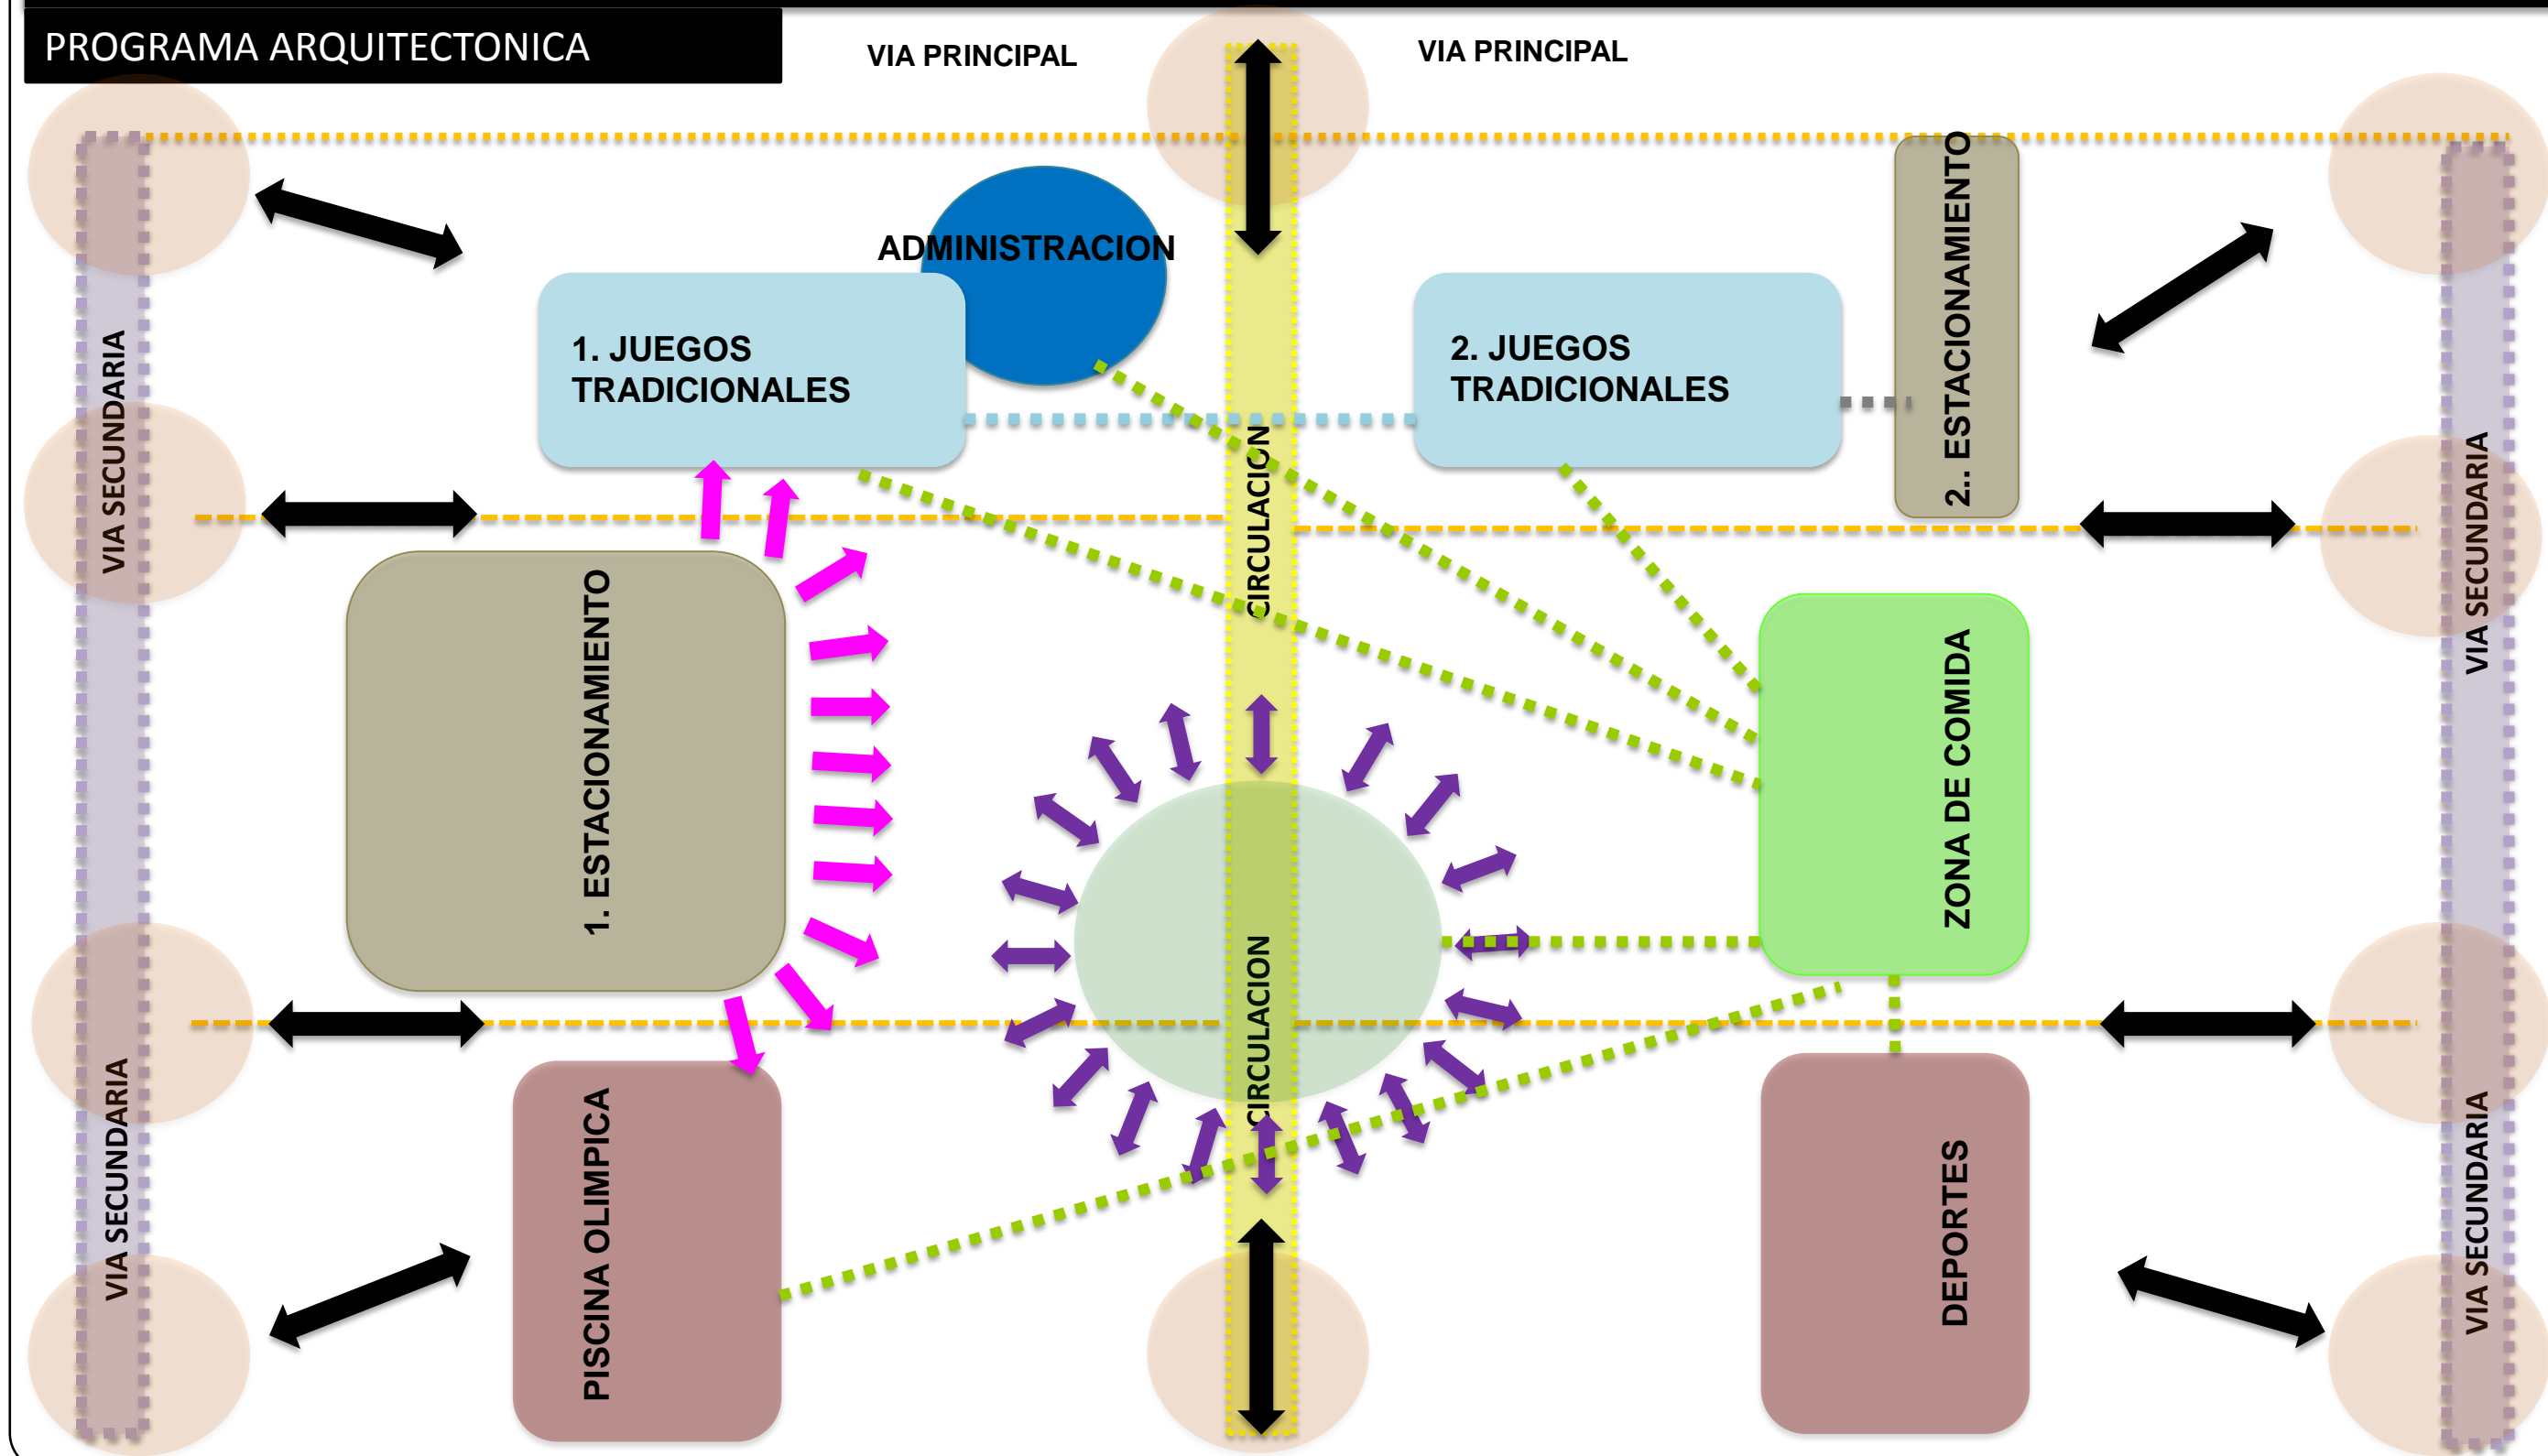 PROGRAMA ARQUITECTONICA
VIA PRINCIPAL
VIA PRINCIPAL
ADMINISTRACION
1. JUEGOS
TRADICIONALES
2. JUEGOS
TRADICIONALES
2.. ESTACIONAMIENTO
VIA SECUNDARIA
CIRCULACION
VIA SECUNDARIA
1. ESTACIONAMIENTO
ZONA DE COMIDA
CIRCULACION
VIA SECUNDARIA
PISCINA OLIMPICA
DEPORTES
VIA SECUNDARIA